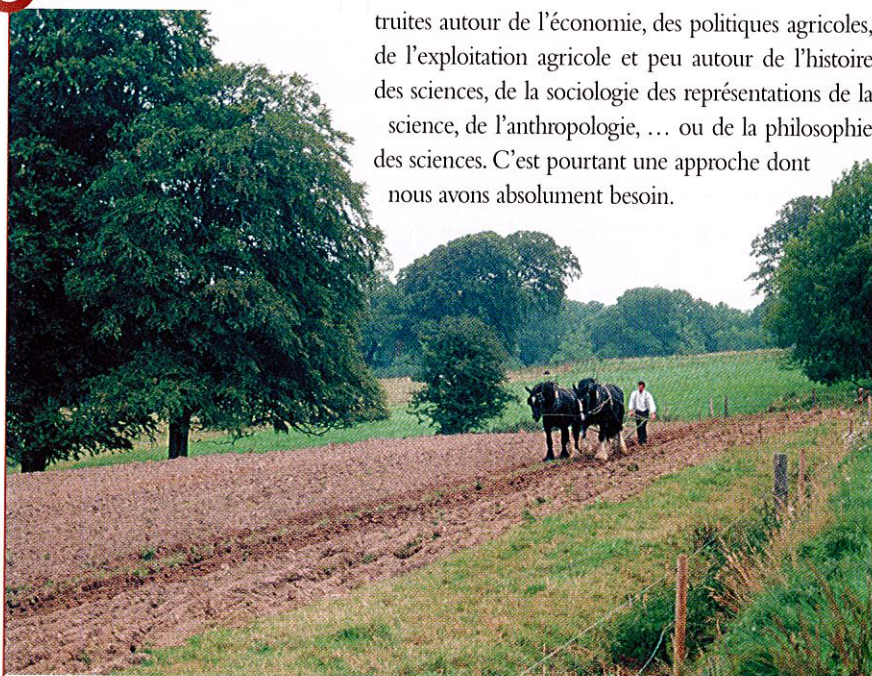 truites autour de l’économie, des politiques agricoles,
de l’exploitation agricole et peu autour de l’histoire
des sciences, de la sociologie des représentations de la
science, de l’anthropologie, … ou de la philosophie
des sciences. C’est pourtant une approche dont
nous avons absolument besoin.